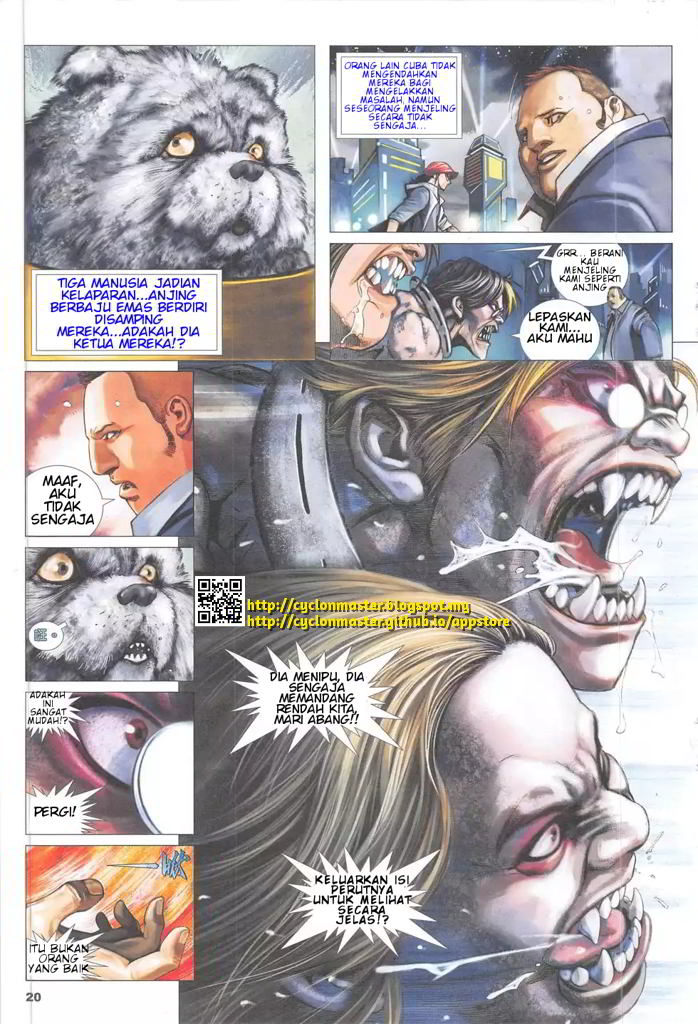 TIGA MANUSIA JADIAN
KELAPARAN...ANJING
BERBAJU EMAS BERDIRI
DISAMPING
MEREKA...ADAKAH DIA
KETUA MEREKA!?
ORANG LAIN CUBA TIDAK
MENGENDAHKAN
MEREKA BAGI
MENGELAKKAN
MASALAH, NAMUN
SESEORANG MENJELING
SECARA TIDAK
SENGAJA...
GRR... BERANI
KAU
MENJELING
KAMI SEPERTI
ANJING
LEPASKAN
KAMI...
AKU MAHU
MAAF,
AKU
TIDAK
SENGAJA
http://cyclonmaster.blogspot.my
http://cyclonmaster.github.io/appstore
DIA MENIPU, DIA
SENGAJA
MEMANDANG
RENDAH KITA,
MARI ABANG!!
ADAKAH
INI
SANGAT
MUDAH!?
PERGI!
KELUARKAN ISI
PERUTNYA
UNTUK MELIHAT
SECARA
JELAS!?
ITU BUKAN
ORANG
YANG BAIK
20